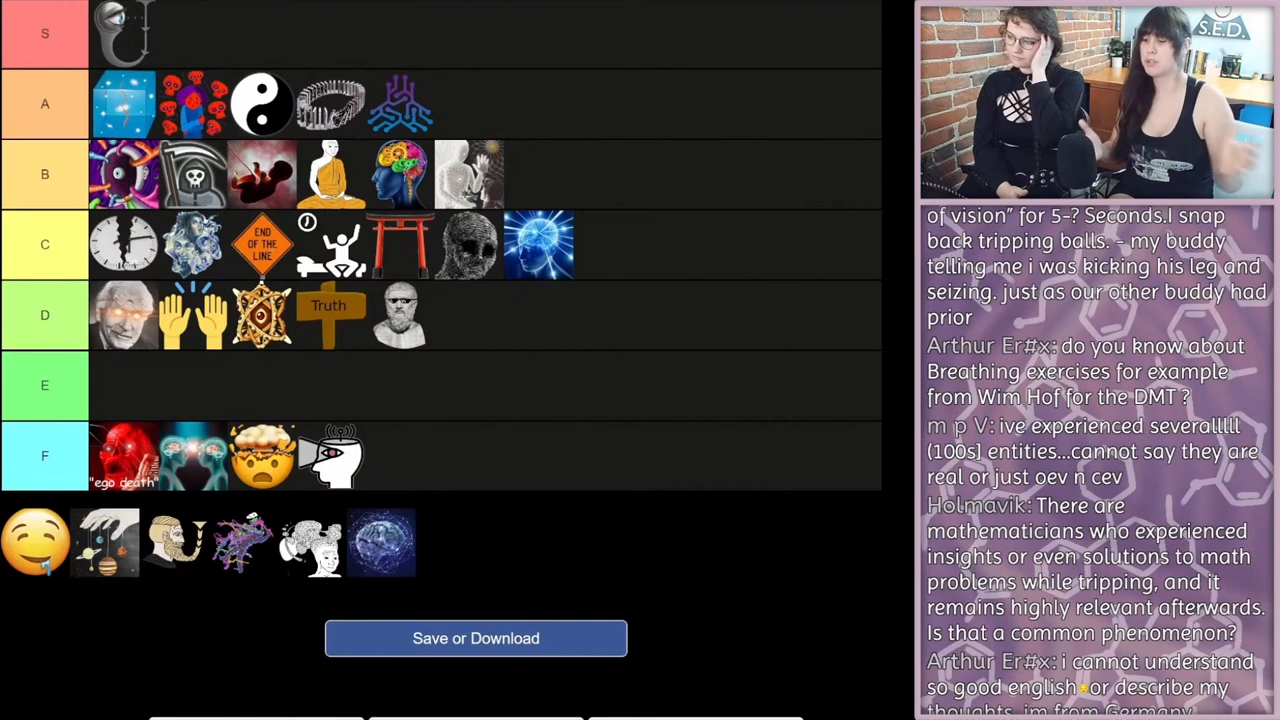 S
A
B
C
END
OF THE
LINE
D
Truth
E
F
"ego death"
Save or Download
S.E.D.
of vision" for 5-? Seconds.I snap
back tripping balls. - my buddy
telling me i was kicking his leg and
seizing. just as our other buddy had
prior
Arthur Er#x: do you know about
Breathing exercises for example
from Wim Hof for the DMT ?
m p V: ive experienced severalllll
(100s] entities...cannot say they are
real or just oev n cev
Holmavik: There are
mathematicians who experienced
insights or even solutions to math
problems while tripping, and it
remains highly relevant afterwards.
Is that a common phenomenon?
Arthur Er#x: i cannot understand
so good english or describe my
thoughts, im from Germany